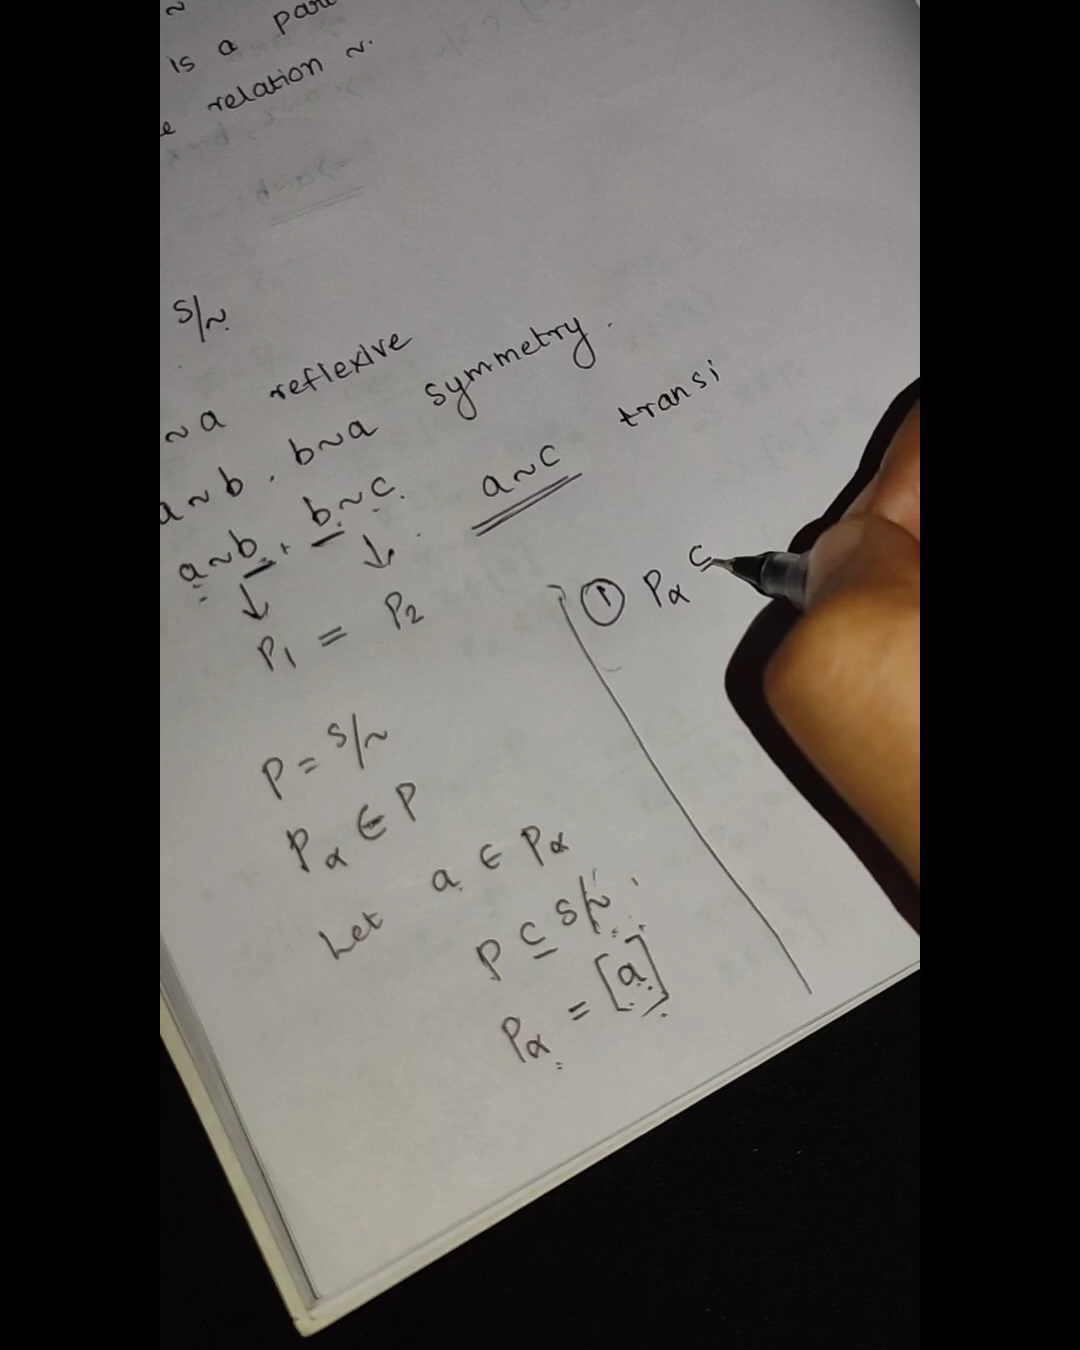 ~
is a
e relation ~.
S/~
~a reflexive
a~b, b~a symmetry.
a~b, b~c. a~c transi
↓ ↓
P₁ = P₂
P = S/~
Pα ∈ P
Let a ∈ Pα
P ⊆ S/~.
Pα = [a]
① Pα ⊆